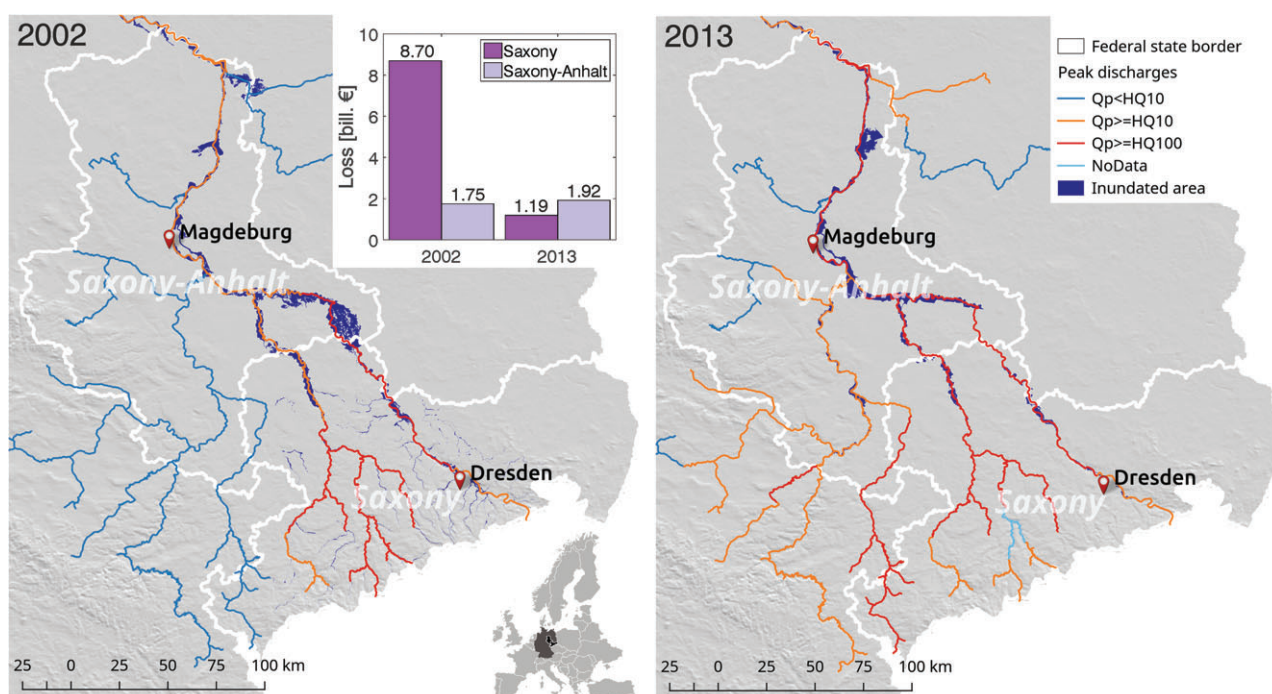 2002
10
8
6
4
2
0
Loss [bill. €]
8.70
1.75
1.19
1.92
Saxony
Saxony-Anhalt
2002
2013
Magdeburg
Saxony-Anhalt
Dresden
Saxony
25 0 25 50 75 100 km
2013
Federal state border
Peak discharges
Qp<HQ10
Qp>=HQ10
Qp>=HQ100
NoData
Inundated area
Magdeburg
Saxony-Anhalt
Dresden
Saxony
25 0 25 50 75 100 km